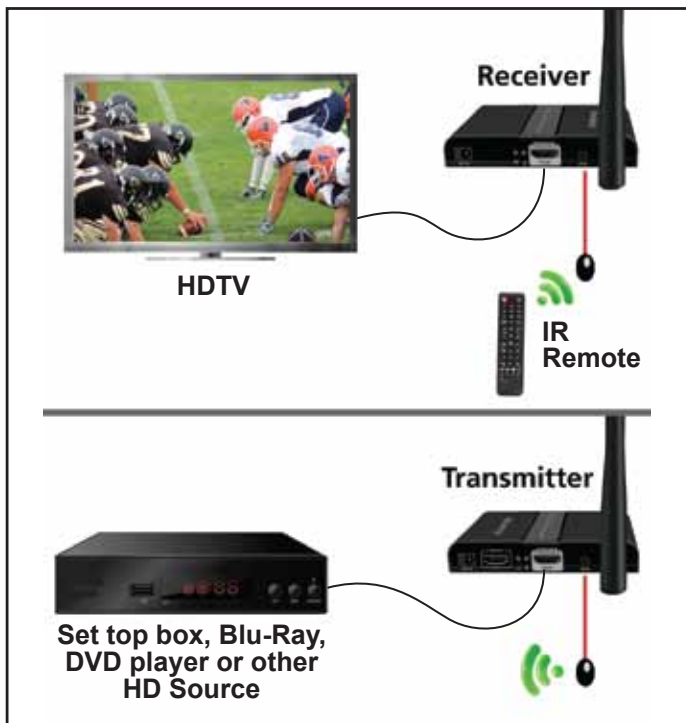 Receiver
HDTV
IR
Remote
Transmitter
Set top box, Blu-Ray,
DVD player or other
HD Source